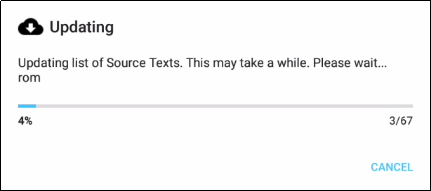 Updating
Updating list of Source Texts. This may take a while. Please wait...
rom
4% 3/67
CANCEL